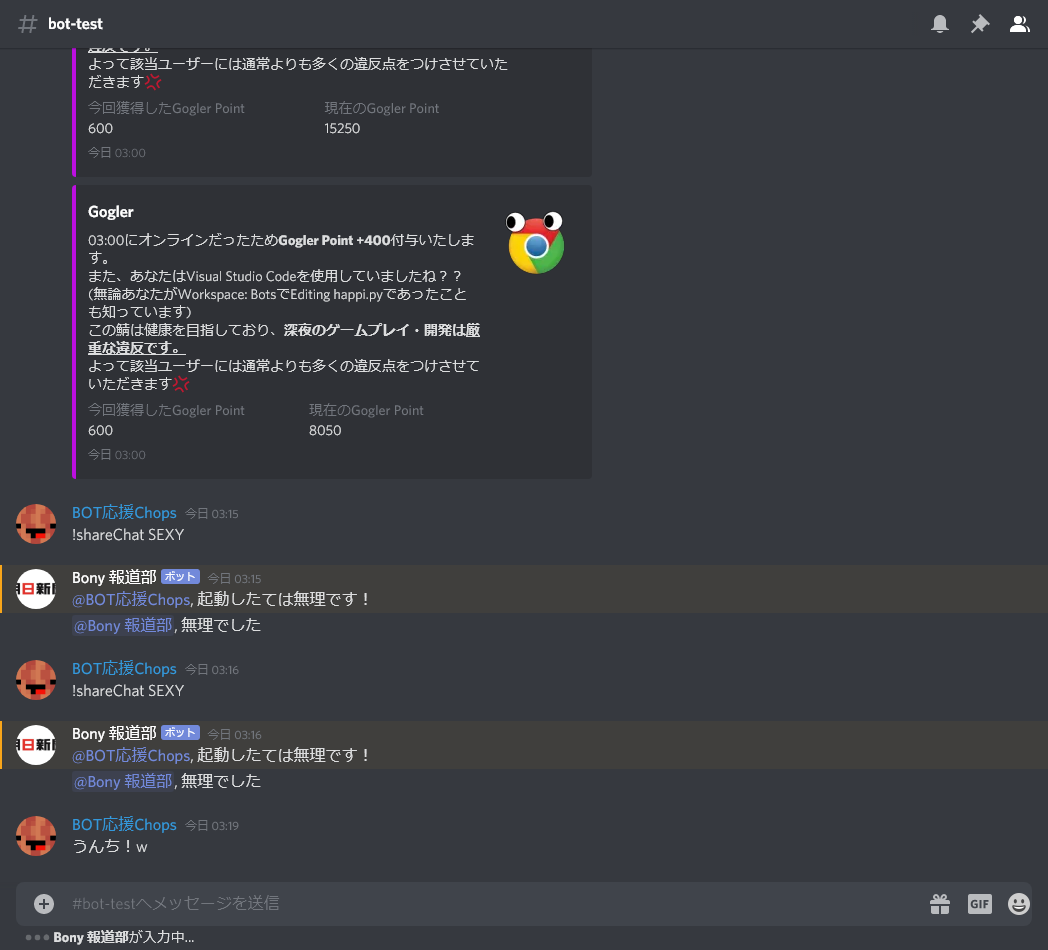 bot-test
違反です。
よって該当ユーザーには通常よりも多くの違反点をつけさせていた
だきます💢
今回獲得したGogler Point 現在のGogler Point
600 15250
今日 03:00
Gogler
03:00にオンラインだったためGogler Point +400付与いたしま
す。
また、あなたはVisual Studio Codeを使用していましたね？？
(無論あなたがWorkspace: BotsでEditing happi.pyであったこと
も知っています)
この鯖は健康を目指しており、深夜のゲームプレイ・開発は厳
重な違反です。
よって該当ユーザーには通常よりも多くの違反点をつけさせて
いただきます💢
今回獲得したGogler Point 現在のGogler Point
600 8050
今日 03:00
BOT応援Chops 今日 03:15
!shareChat SEXY
Bony 報道部 ボット 今日 03:15
@BOT応援Chops, 起動したては無理です！
@Bony 報道部, 無理でした
BOT応援Chops 今日 03:16
!shareChat SEXY
Bony 報道部 ボット 今日 03:16
@BOT応援Chops, 起動したては無理です！
@Bony 報道部, 無理でした
BOT応援Chops 今日 03:19
うんち！w
#bot-testへメッセージを送信
GIF
Bony 報道部が入力中...